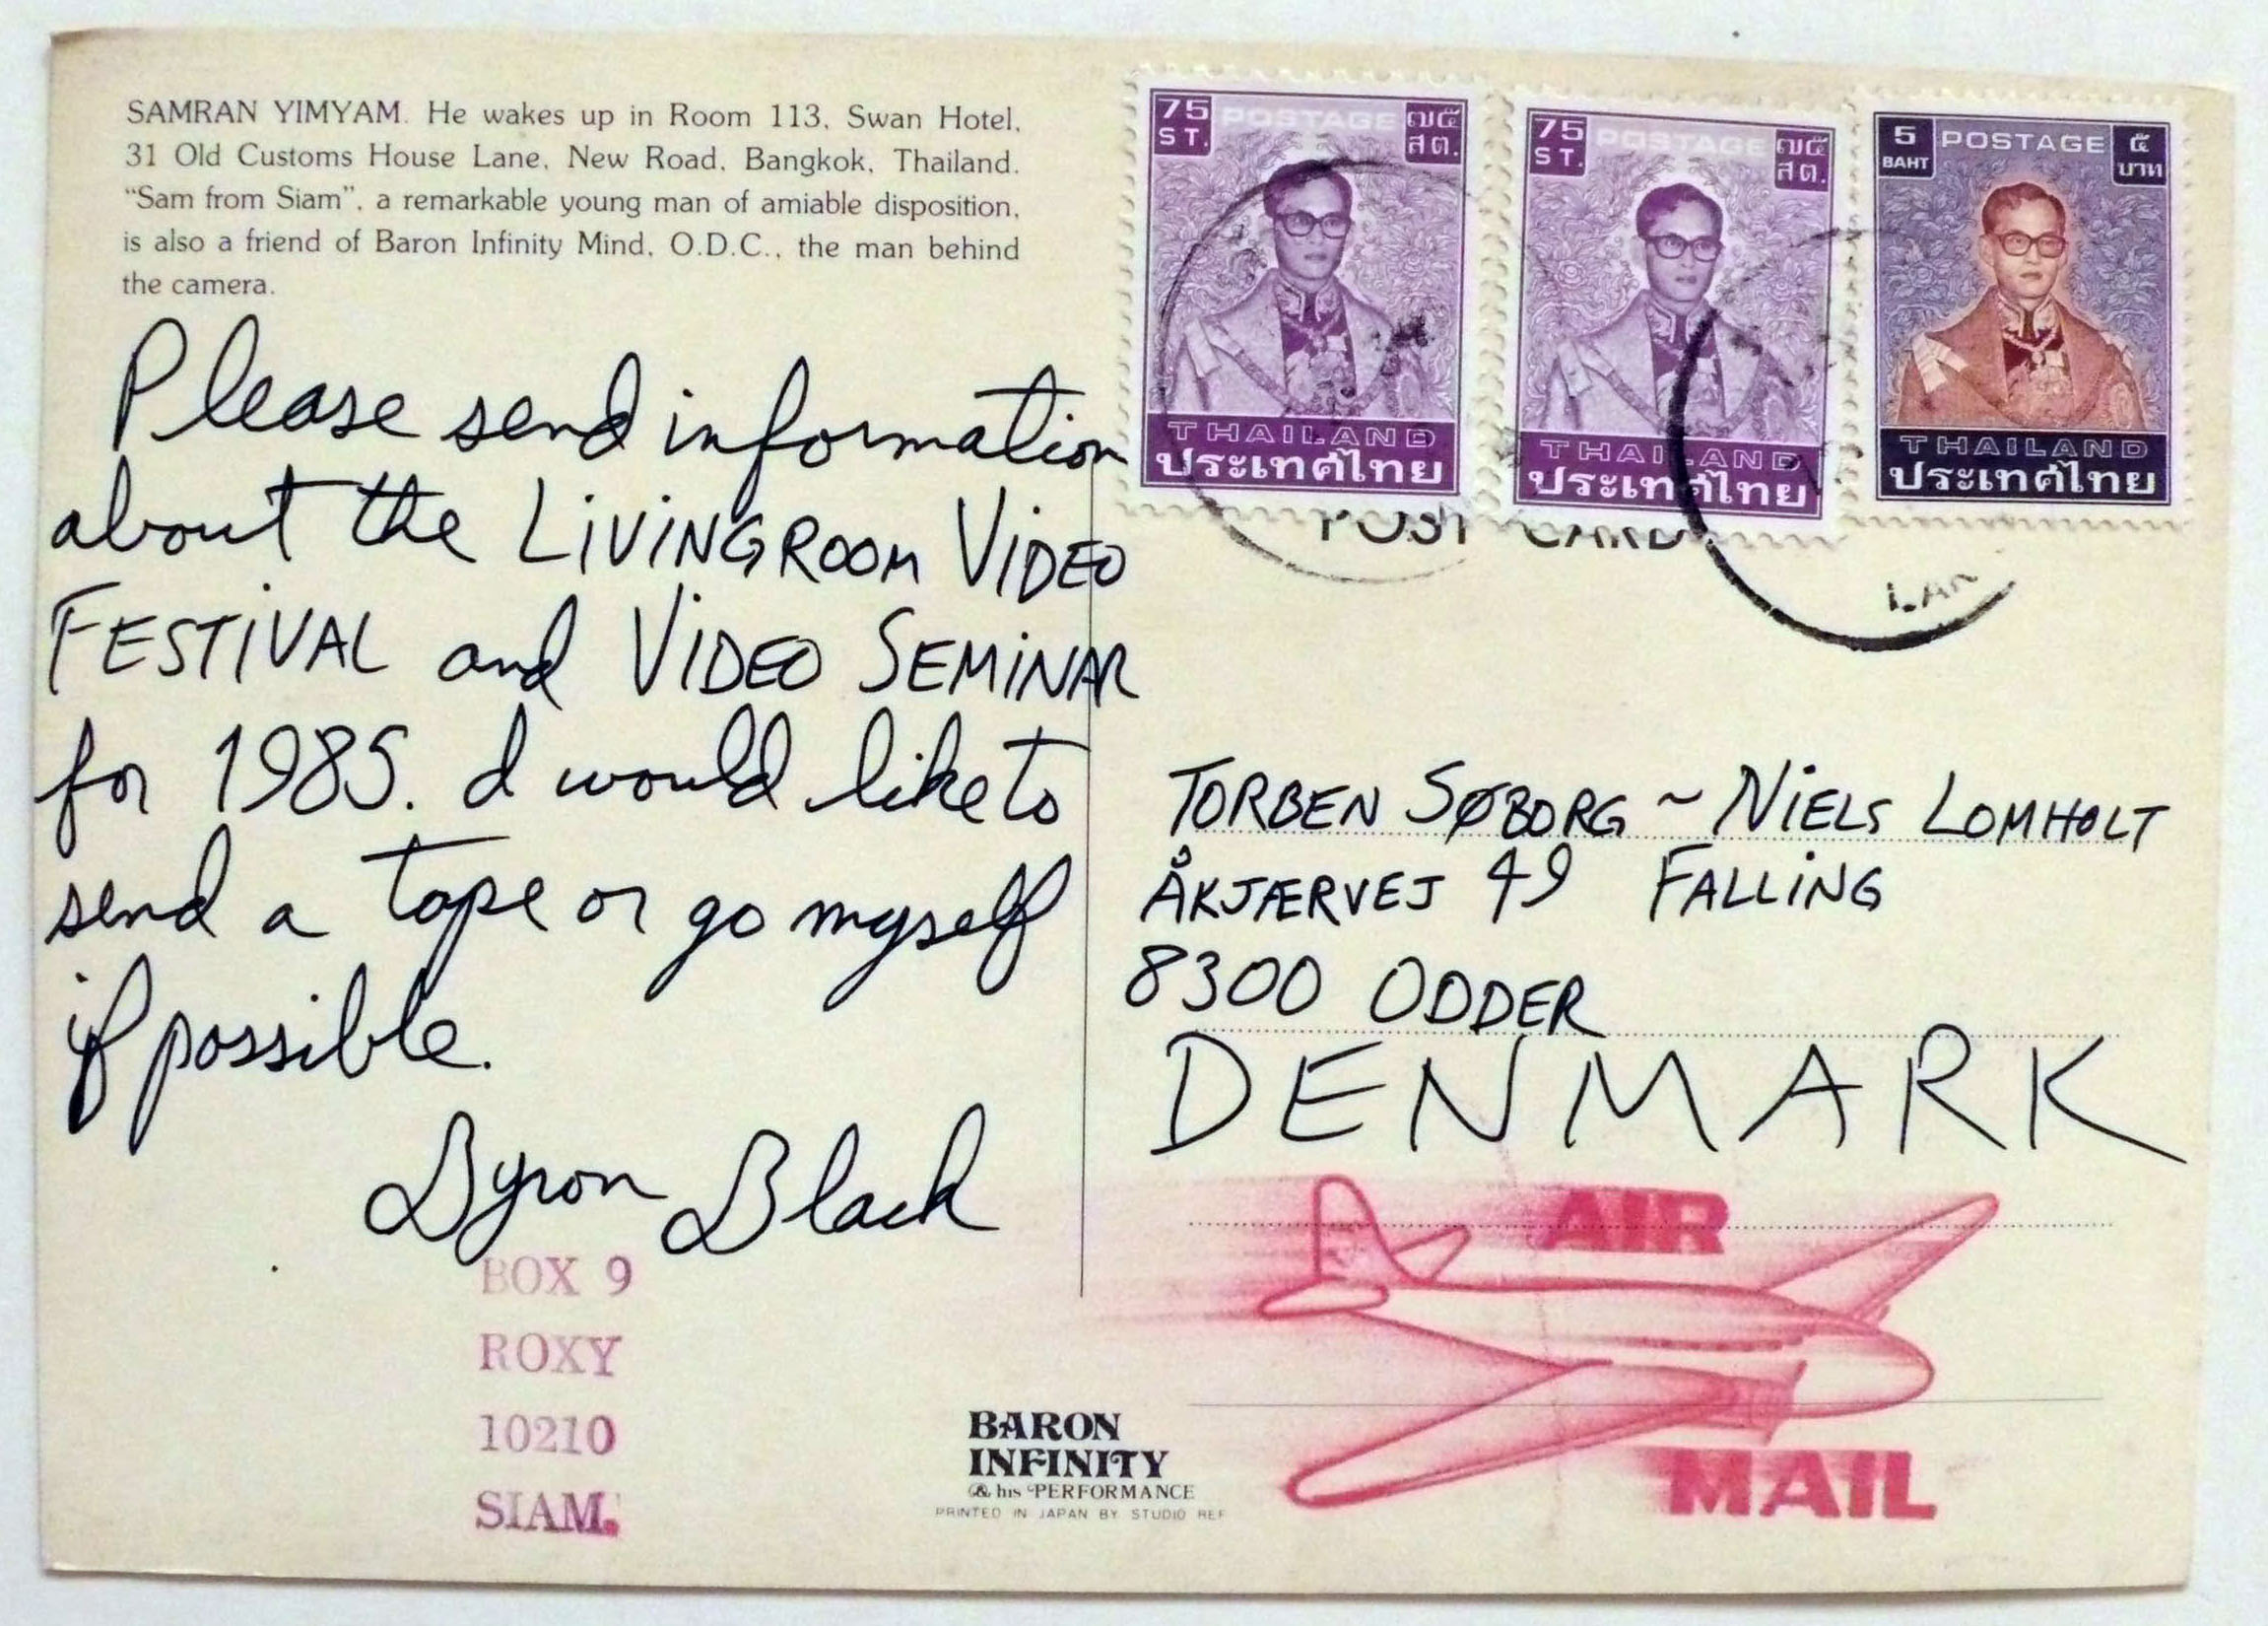 SAMRAN YIMYAM. He wakes up in Room 113, Swan Hotel,
31 Old Customs House Lane, New Road, Bangkok, Thailand.
“Sam from Siam”, a remarkable young man of amiable disposition,
is also a friend of Baron Infinity Mind, O.D.C., the man behind
the camera.
Please send information
about the LiViNGROOM ViDEO
FESTiVAL and ViDEO SEMiNAR
for 1985. I would like to
send a tape or go myself
if possible.
Byron Black
BOX 9
ROXY
10210
SIAM.
BARON
INFINITY
& his PERFORMANCE
PRINTED IN JAPAN BY STUDIO REF
75 POSTAGE ๗๕
ST. สต.
THAILAND
ประเทศไทย
75 POSTAGE ๗๕
ST. สต.
THAILAND
ประเทศไทย
5 POSTAGE ๕
BAHT บาท
THAILAND
ประเทศไทย
POST CARD
TORBEN SØBORG ~ NiELS LOMHOLT
ÅKJÆRVEJ 49 FALLiNG
8300 ODDER
DENMARK
AIR
MAIL